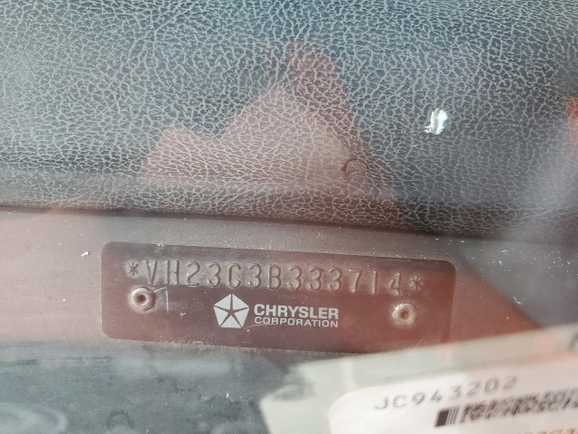 *VH23C3B333714*
CHRYSLER
CORPORATION
JC943202